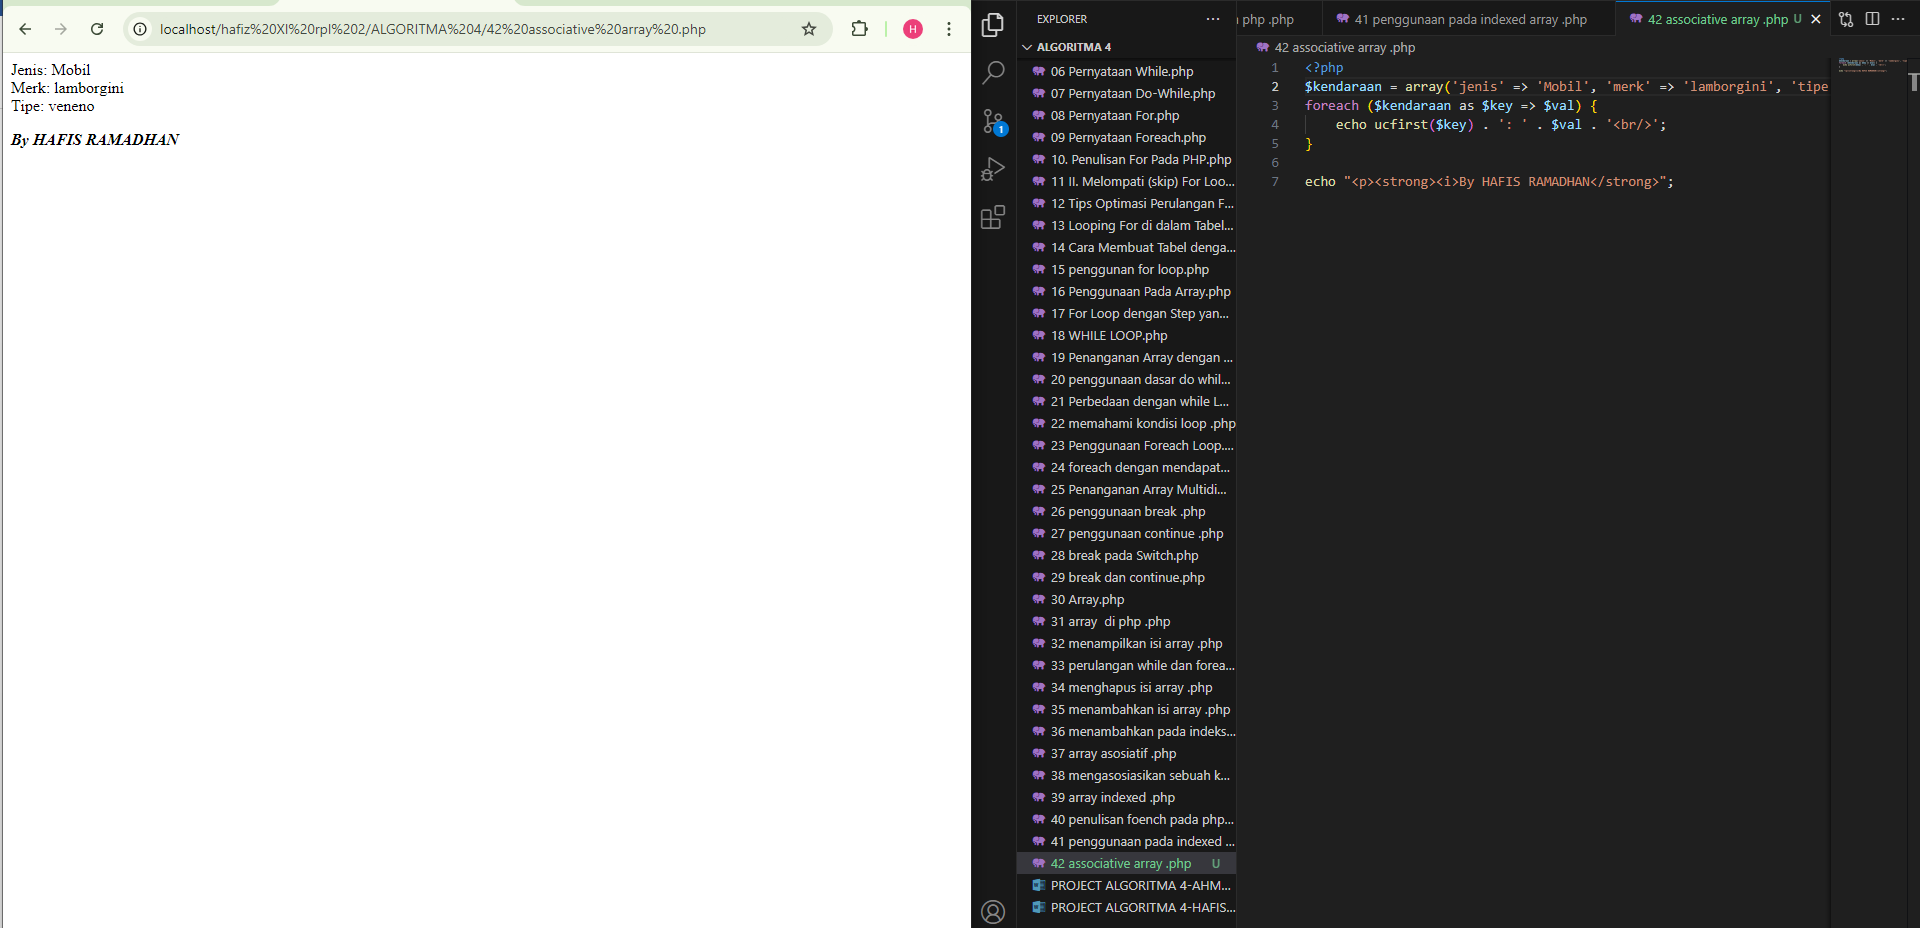 localhost/hafiz%20XI%20rpl%202/ALGORITMA%204/42%20associative%20array%20.php
H
Jenis: Mobil
Merk: lamborgini
Tipe: veneno
By HAFIS RAMADHAN
EXPLORER
ALGORITMA 4
1
06 Pernyataan While.php
07 Pernyataan Do-While.php
08 Pernyataan For.php
09 Pernyataan Foreach.php
10. Penulisan For Pada PHP.php
11 II. Melompati (skip) For Loo...
12 Tips Optimasi Perulangan F...
13 Looping For di dalam Tabel...
14 Cara Membuat Tabel denga...
15 penggunan for loop.php
16 Penggunaan Pada Array.php
17 For Loop dengan Step yan...
18 WHILE LOOP.php
19 Penanganan Array dengan ...
20 penggunaan dasar do whil...
21 Perbedaan dengan while L...
22 memahami kondisi loop .php
23 Penggunaan Foreach Loop....
24 foreach dengan mendapat...
25 Penanganan Array Multidi...
26 penggunaan break .php
27 penggunaan continue .php
28 break pada Switch.php
29 break dan continue.php
30 Array.php
31 array  di php .php
32 menampilkan isi array .php
33 perulangan while dan forea...
34 menghapus isi array .php
35 menambahkan isi array .php
36 menambahkan pada indeks...
37 array asosiatif .php
38 mengasosiasikan sebuah k...
39 array indexed .php
40 penulisan foench pada php...
41 penggunaan pada indexed ...
42 associative array .php U
PROJECT ALGORITMA 4-AHM...
PROJECT ALGORITMA 4-HAFIS...
php .php
41 penggunaan pada indexed array .php
42 associative array .php U
42 associative array .php
1 <?php
2 $kendaraan = array('jenis' => 'Mobil', 'merk' => 'lamborgini', 'tipe
3 foreach ($kendaraan as $key => $val) {
4     echo ucfirst($key) . ': ' . $val . '<br/>';
5 }
6
7 echo "<p><strong><i>By HAFIS RAMADHAN</strong>";